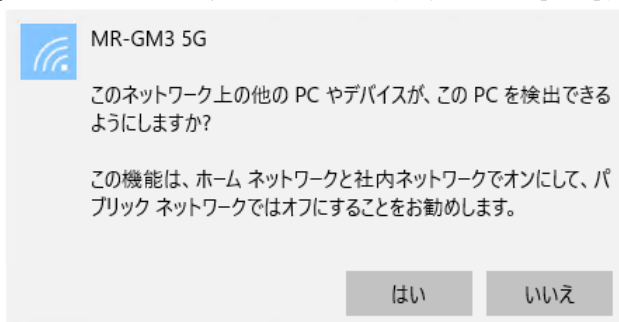 MR-GM3 5G
このネットワーク上の他の PC やデバイスが、この PC を検出できる
ようにしますか?
この機能は、ホーム ネットワークと社内ネットワークでオンにして、パ
ブリック ネットワークではオフにすることをお勧めします。
はい
いいえ